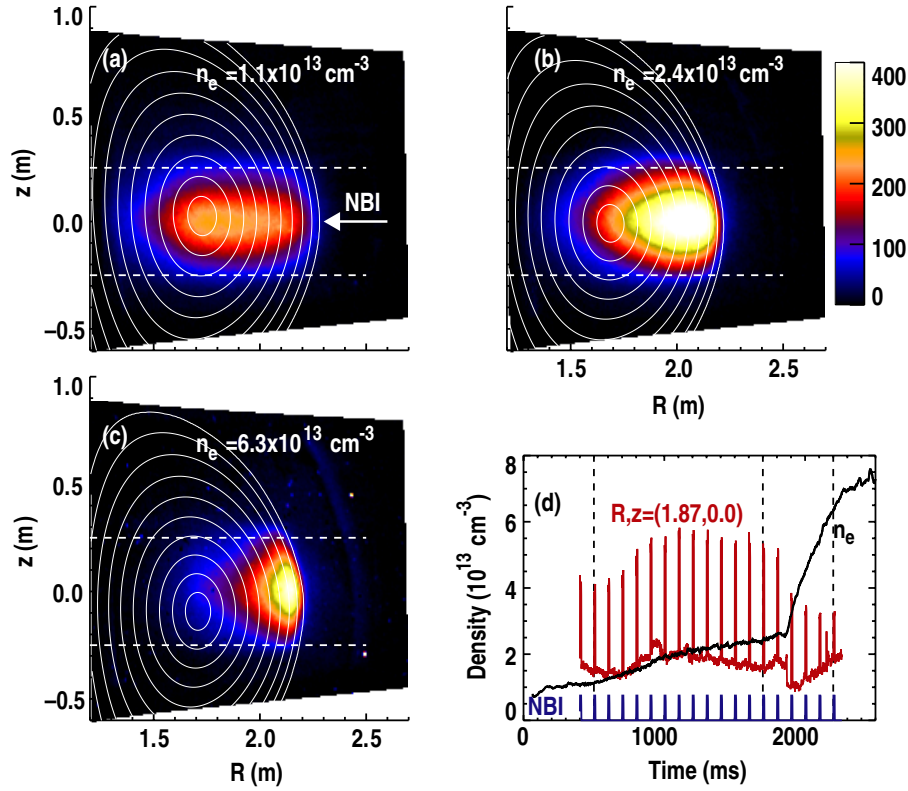 (a)
n_e =1.1x10^13 cm^-3
1.0
0.5
0.0
−0.5
z (m)
NBI
(b)
n_e =2.4x10^13 cm^-3
400
300
200
100
0
1.5
2.0
2.5
R (m)
(c)
n_e =6.3x10^13 cm^-3
1.0
0.5
0.0
−0.5
z (m)
1.5
2.0
2.5
R (m)
(d)
R,z=(1.87,0.0)
n_e
NBI
8
6
4
2
0
Density (10^13 cm^-3)
0
1000
2000
Time (ms)